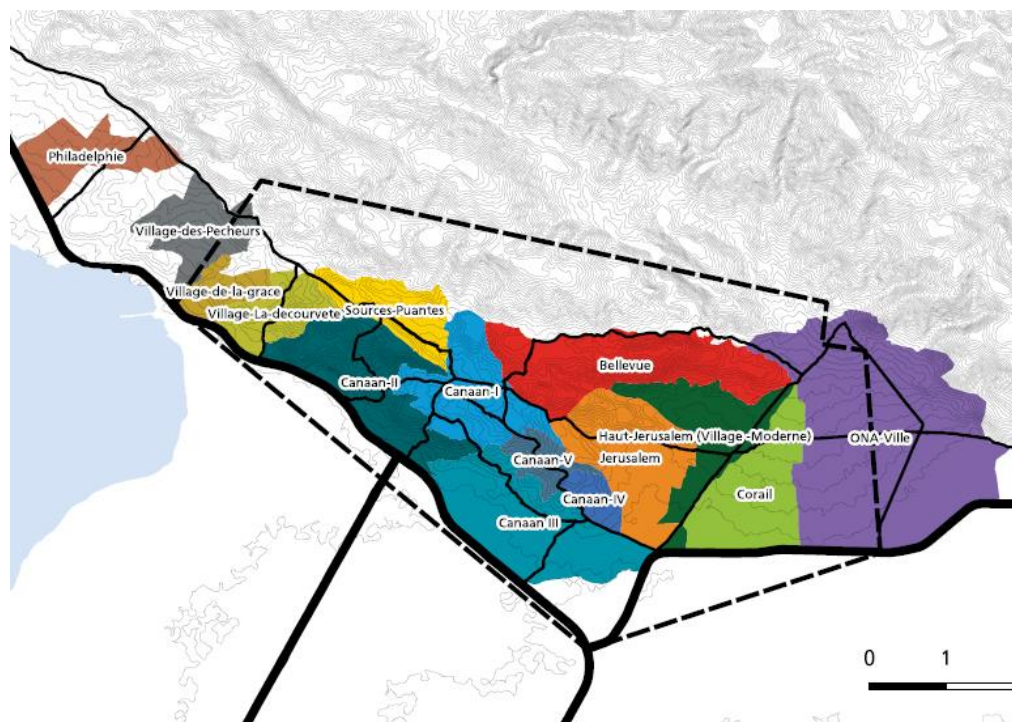 Philadelphie
Village-des-Pecheurs
Village-de-la-grace
Village-La-decourvete
Sources-Puantes
Bellevue
Canaan-II
Canaan-I
Haut-Jerusalem (Village-Moderne)
ONA-Ville
Canaan-V
Jerusalem
Canaan-IV
Corail
Canaan III
0 1